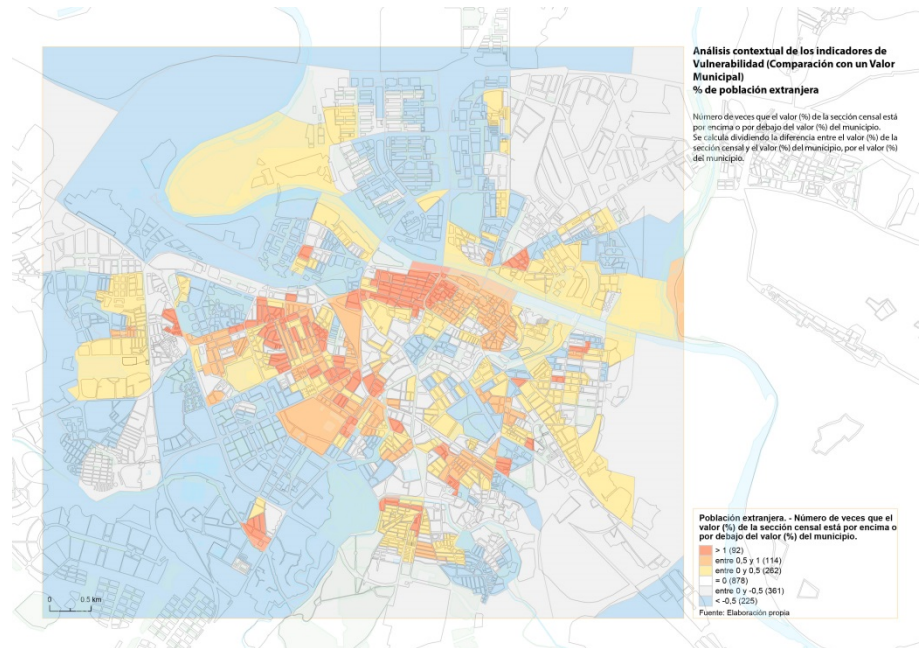 Análisis contextual de los indicadores de
Vulnerabilidad (Comparación con un Valor
Municipal)
% de población extranjera
Número de veces que el valor (%) de la sección censal está
por encima o por debajo del valor (%) del municipio.
Se calcula dividiendo la diferencia entre el valor (%) de la
sección censal y el valor (%) del municipio, por el valor (%)
del municipio.
Población extranjera. - Número de veces que el
valor (%) de la sección censal está por encima o
por debajo del valor (%) del municipio.
> 1 (92)
entre 0,5 y 1 (114)
entre 0 y 0,5 (262)
= 0 (878)
entre 0 y -0,5 (361)
< -0,5 (225)
Fuente: Elaboración propia
0 0.5 km